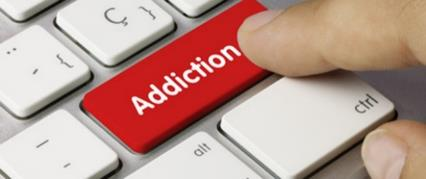 Ç {
¨ {
Addiction
- _
alt
ctrl